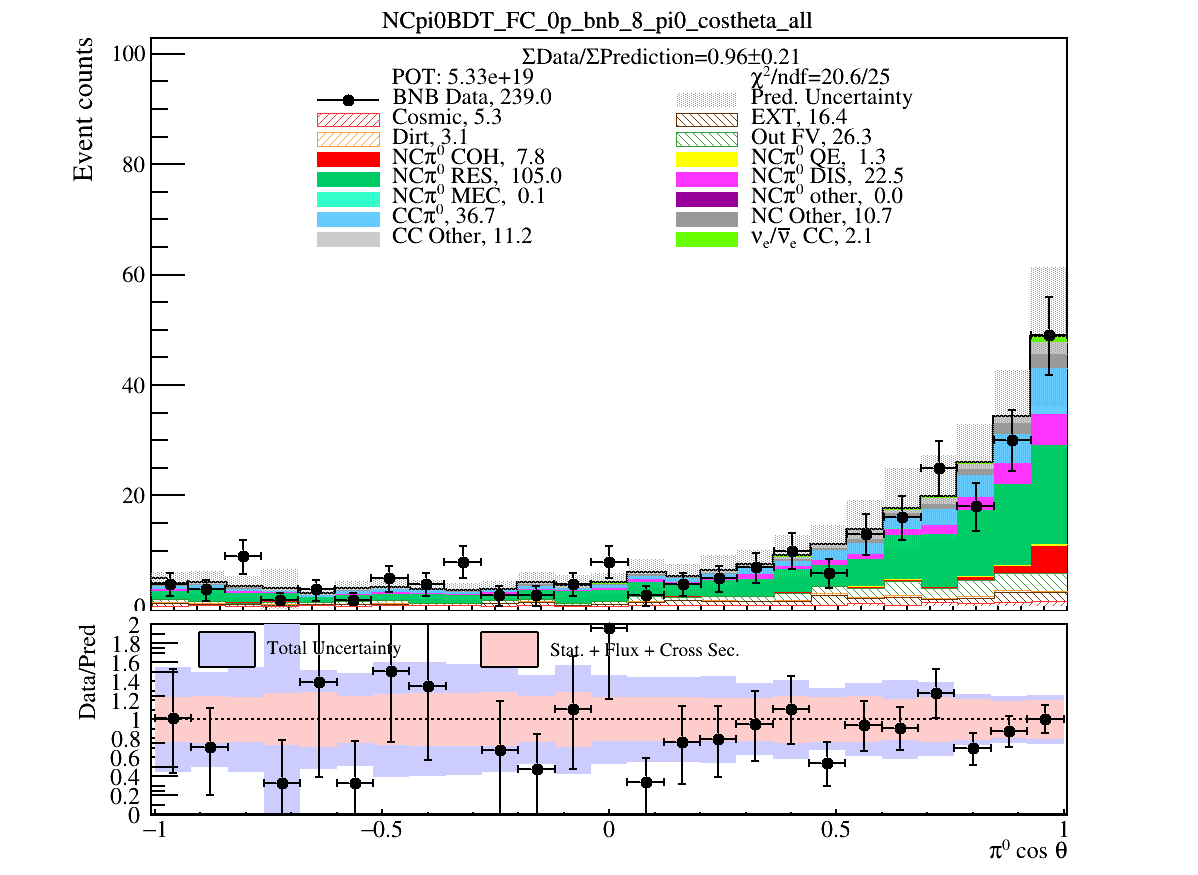 NCpi0BDT_FC_0p_bnb_8_pi0_costheta_all
ΣData/ΣPrediction=0.96±0.21
POT: 5.33e+19
χ²/ndf=20.6/25
BNB Data, 239.0
Pred. Uncertainty
Cosmic, 5.3
EXT, 16.4
Dirt, 3.1
Out FV, 26.3
NCπ⁰ COH, 7.8
NCπ⁰ QE, 1.3
NCπ⁰ RES, 105.0
NCπ⁰ DIS, 22.5
NCπ⁰ MEC, 0.1
NCπ⁰ other, 0.0
CCπ⁰, 36.7
NC Other, 10.7
CC Other, 11.2
νₑ/ν̅ₑ CC, 2.1
Event counts
100
80
60
40
20
0
Data/Pred
Total Uncertainty
Stat. + Flux + Cross Sec.
2
1.8
1.6
1.4
1.2
1
0.8
0.6
0.4
0.2
0
−1
−0.5
0
0.5
1
π⁰ cos θ